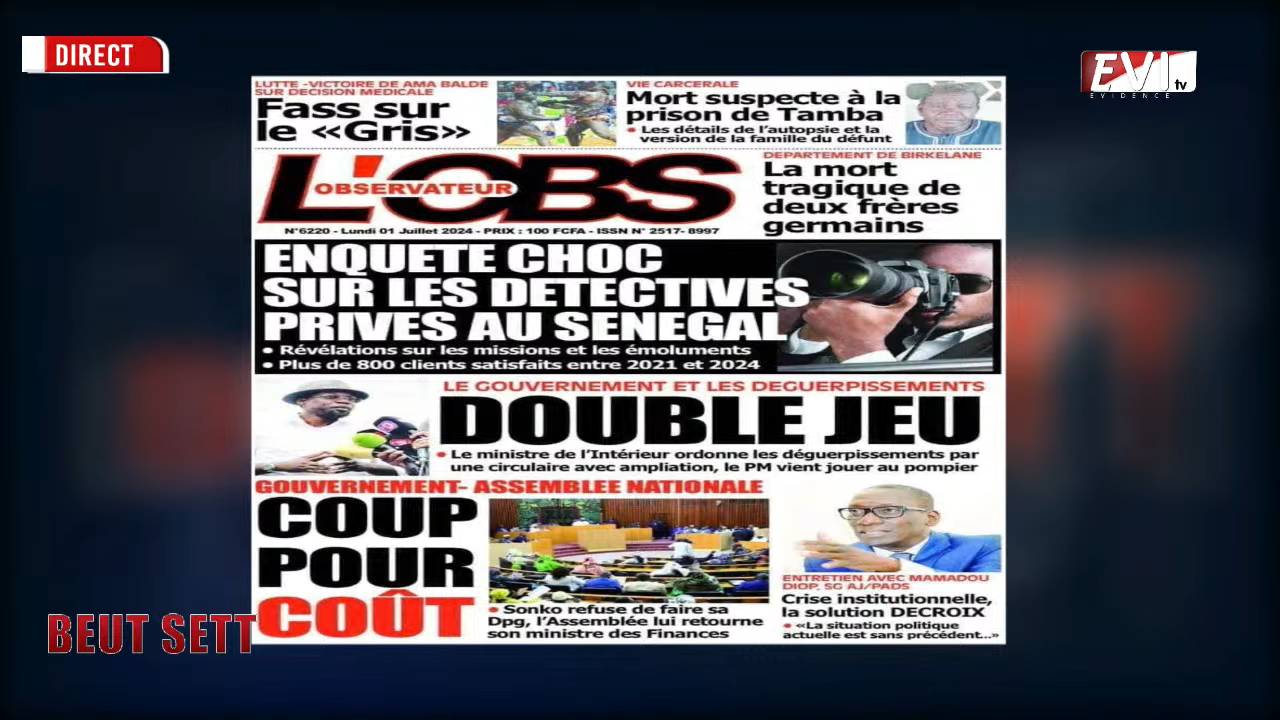 DIRECT
EVI tv
EVIDENCE
LUTTE -VICTOIRE DE AMA BALDE
SUR DECISION MEDICALE
Fass sur
le «Gris»
VIE CARCERALE
Mort suspecte à la
prison de Tamba
• Les détails de l'autopsie et la
version de la famille du défunt
L'OBS
OBSERVATEUR
N°6220 - Lundi 01 Juillet 2024 - PRIX : 100 FCFA - ISSN N° 2517- 8997
DEPARTEMENT DE BIRKELANE
La mort
tragique de
deux frères
germains
ENQUETE CHOC
SUR LES DETECTIVES
PRIVES AU SENEGAL
• Révélations sur les missions et les émoluments
• Plus de 800 clients satisfaits entre 2021 et 2024
LE GOUVERNEMENT ET LES DEGUERPISSEMENTS
DOUBLE JEU
• Le ministre de l'Intérieur ordonne les déguerpissements par
une circulaire avec ampliation, le PM vient jouer au pompier
GOUVERNEMENT- ASSEMBLEE NATIONALE
COUP
POUR
COÛT
• Sonko refuse de faire sa
Dpg, l'Assemblée lui retourne
son ministre des Finances
ENTRETIEN AVEC MAMADOU
DIOP, SG AJ/PADS
Crise institutionnelle,
la solution DECROIX
• «La situation politique
actuelle est sans précédent...»
BEUT SETT